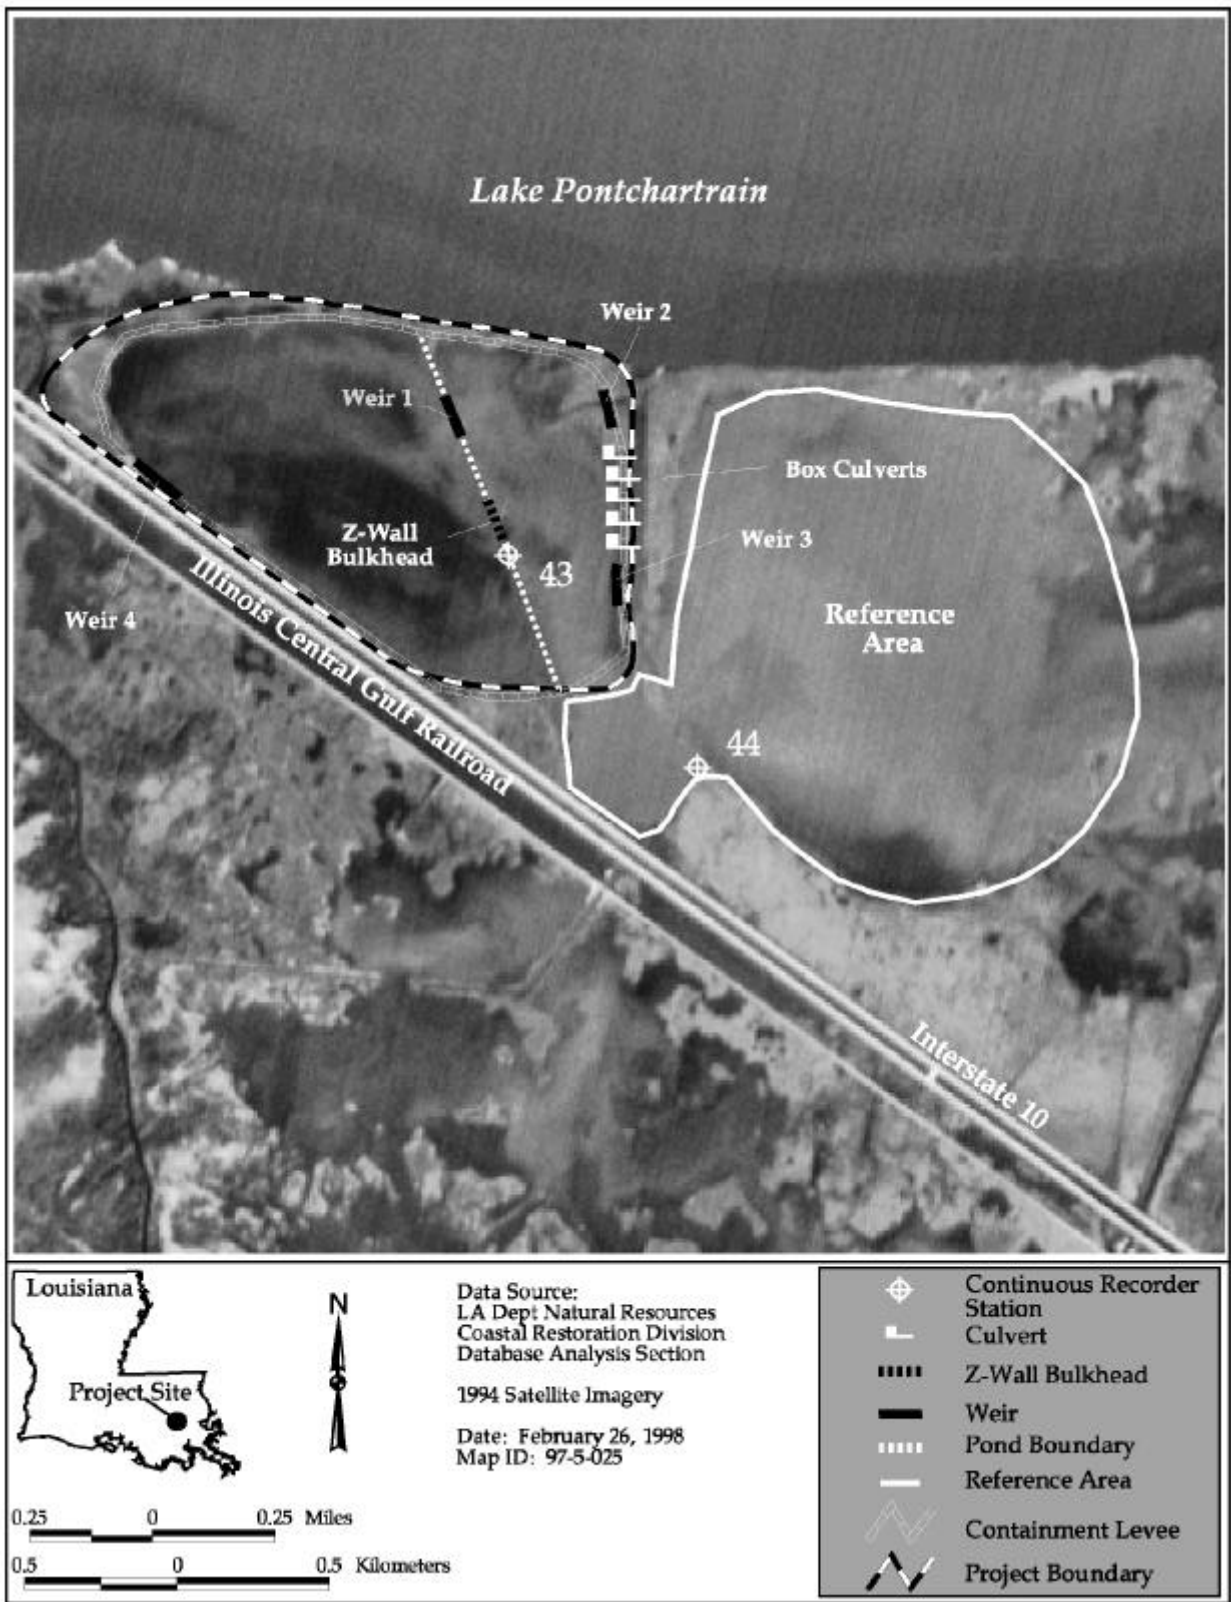 Lake Pontchartrain
Weir 2
Weir 1
Box Culverts
Z-Wall
Bulkhead
43
Weir 3
Weir 4
Reference
Area
Illinois Central Gulf Railroad
44
Interstate 10
Louisiana
Project Site
N
Data Source:
LA Dept Natural Resources
Coastal Restoration Division
Database Analysis Section
1994 Satellite Imagery
Date: February 26, 1998
Map ID: 97-5-025
0.25 0 0.25 Miles
0.5 0 0.5 Kilometers
Continuous Recorder
Station
Culvert
Z-Wall Bulkhead
Weir
Pond Boundary
Reference Area
Containment Levee
Project Boundary